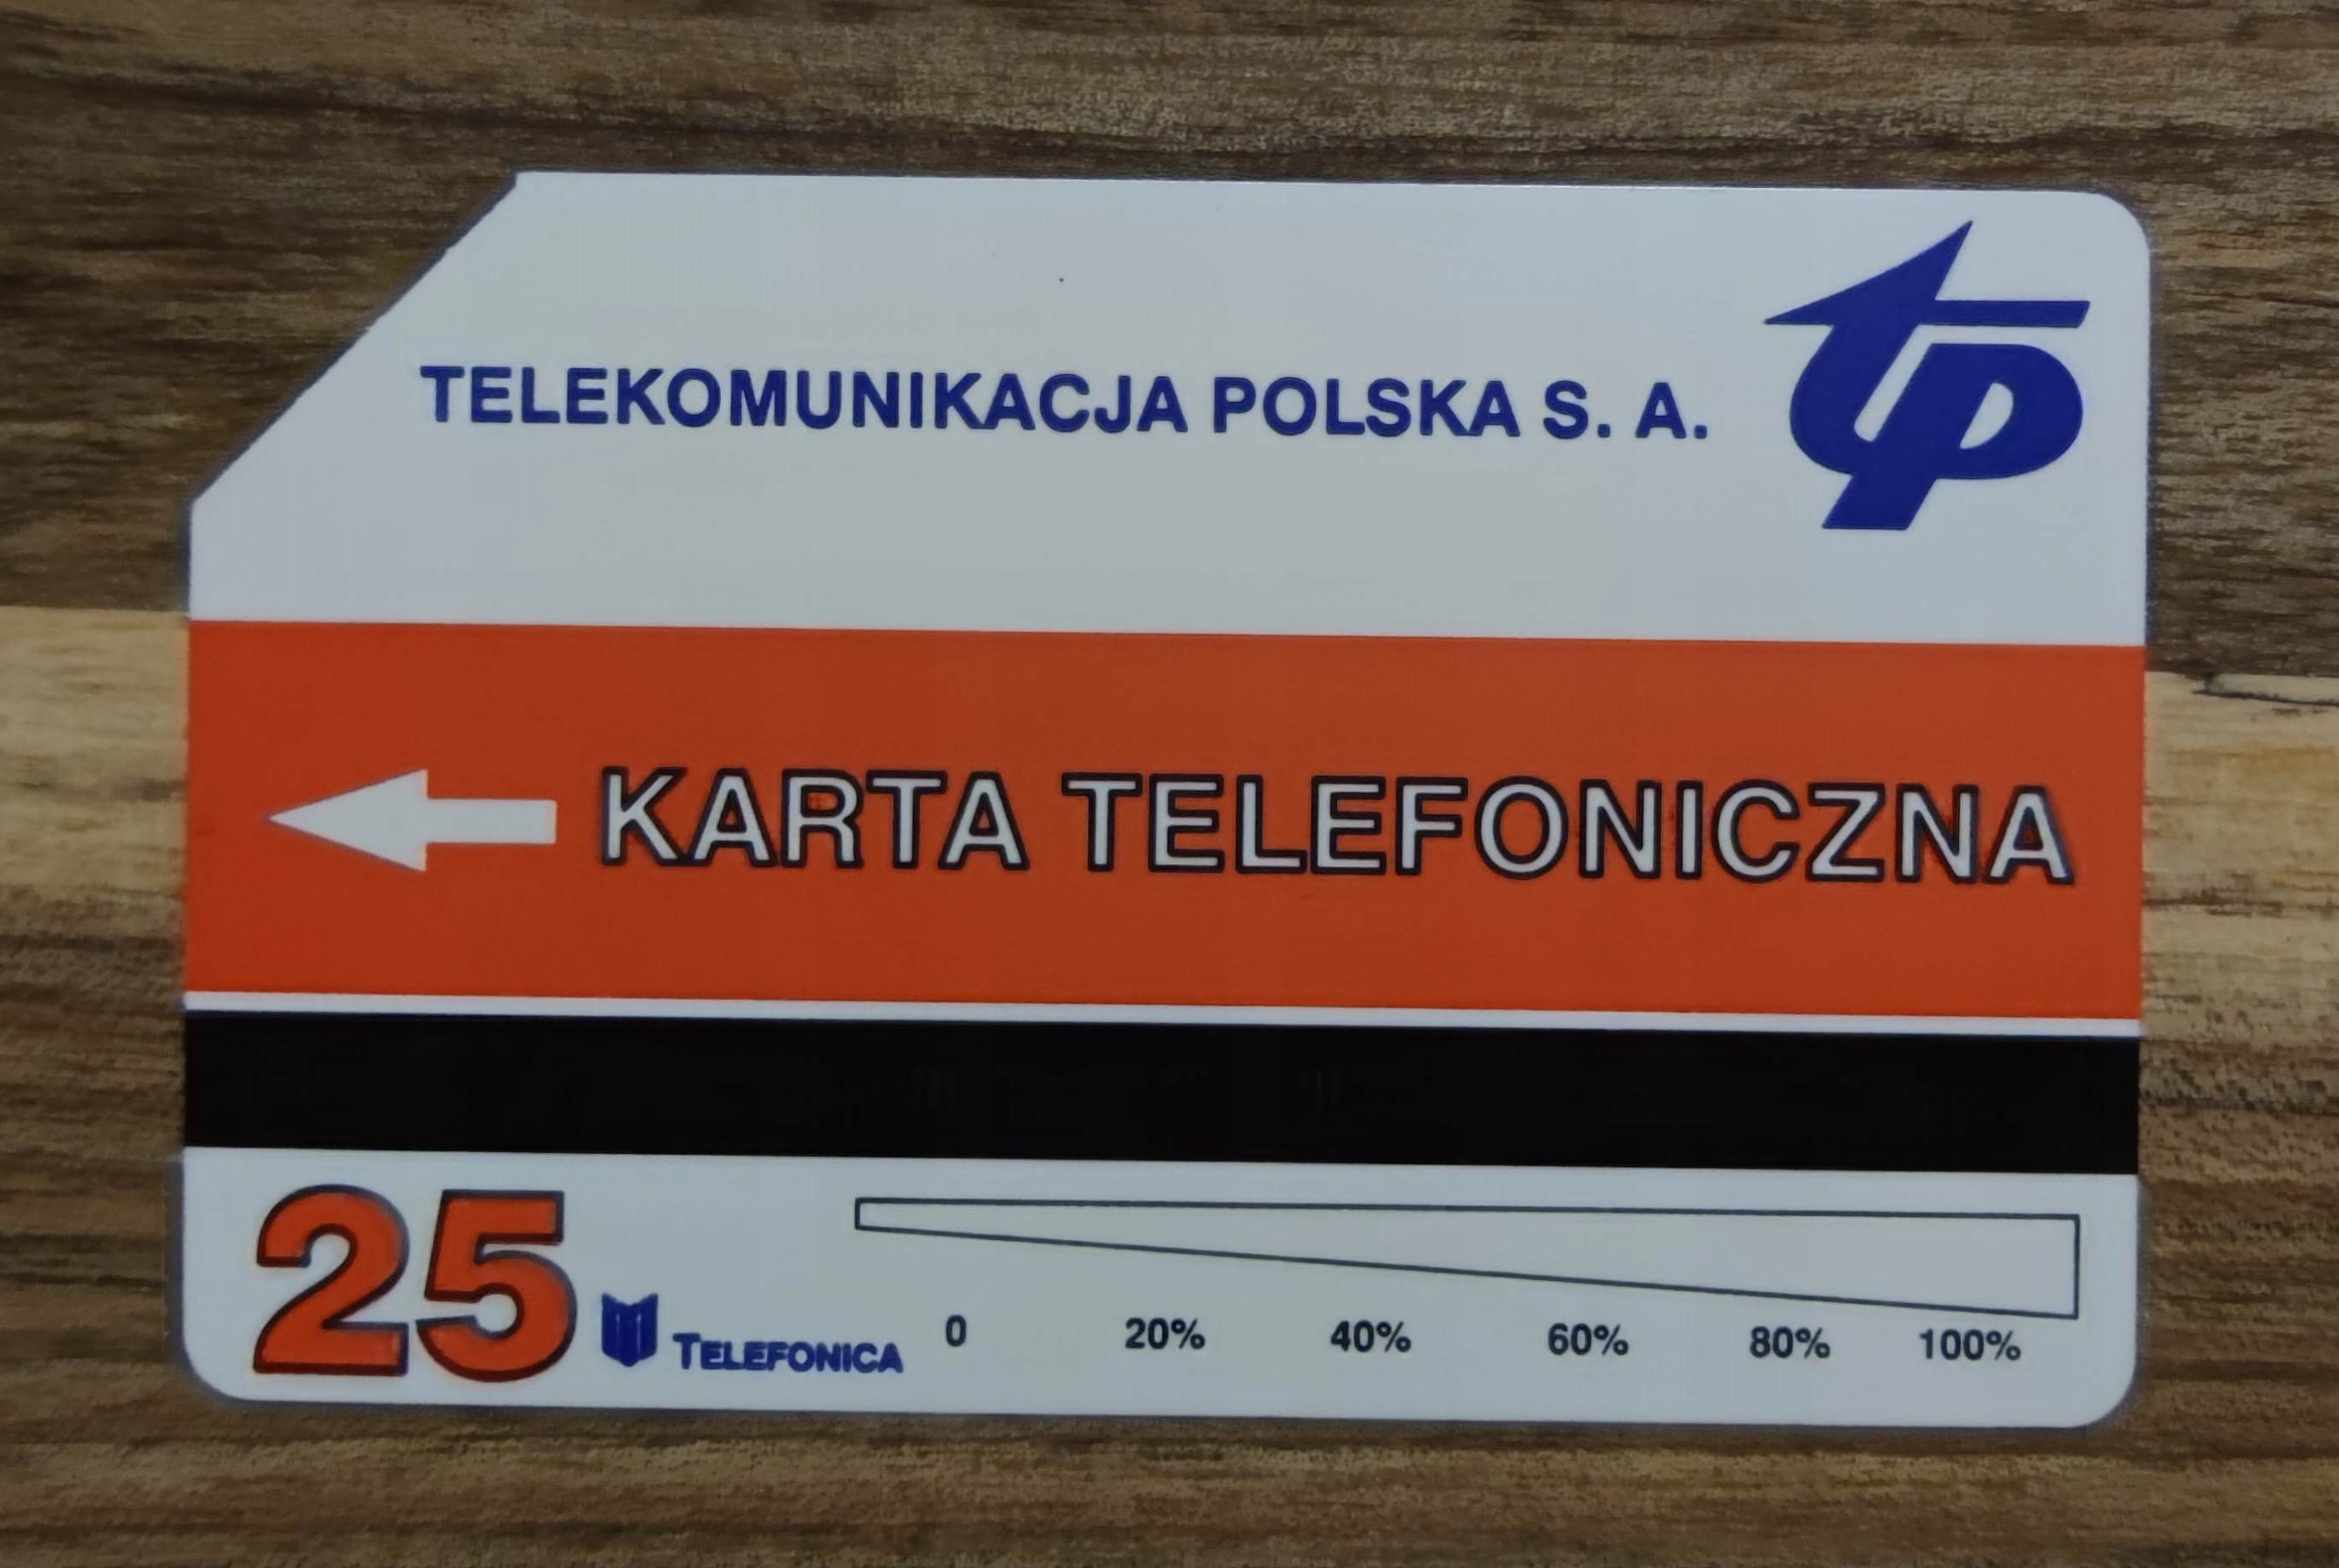 TELEKOMUNIKACJA POLSKA S. A.
tp
KARTA TELEFONICZNA
25
TELEFONICA
0 20% 40% 60% 80% 100%